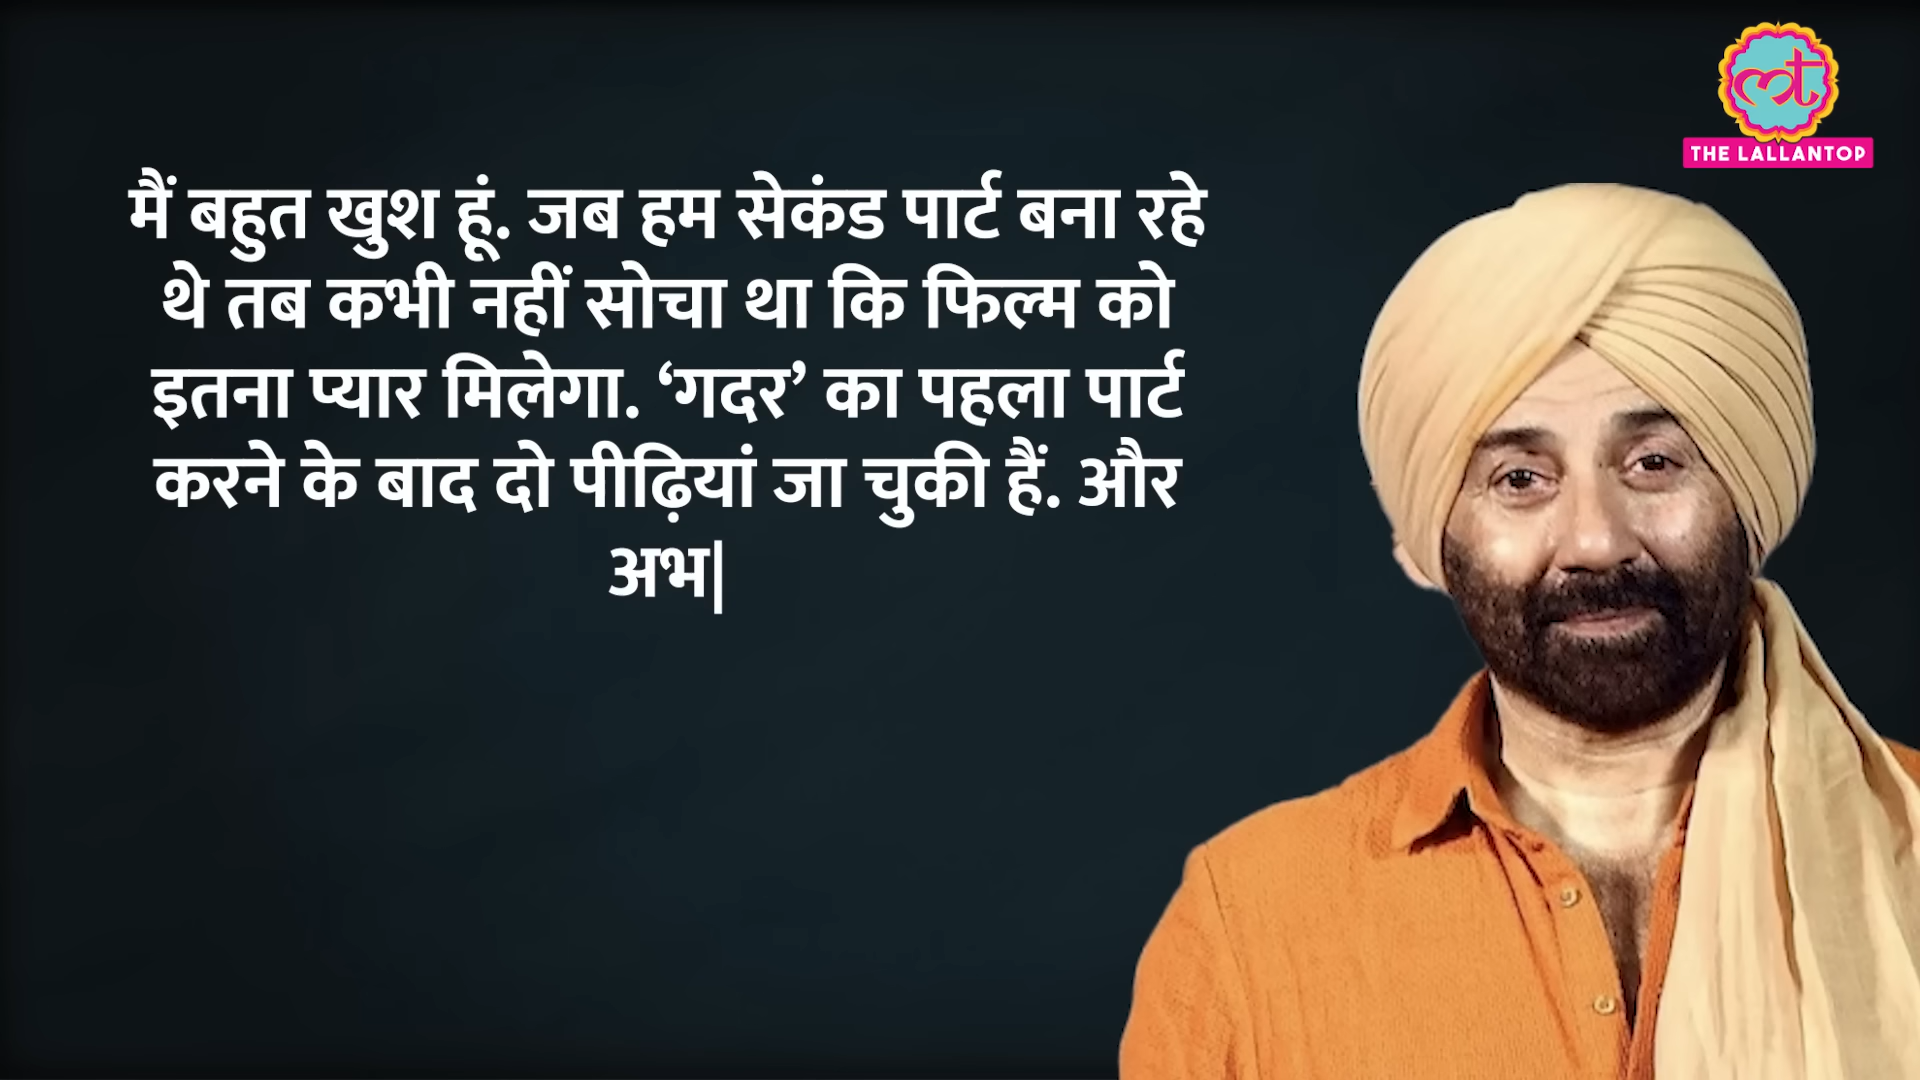 मैं बहुत खुश हूं. जब हम सेकंड पार्ट बना रहे
थे तब कभी नहीं सोचा था कि फिल्म को
इतना प्यार मिलेगा. ‘गदर’ का पहला पार्ट
करने के बाद दो पीढ़ियां जा चुकी हैं. और
अभ|
THE LALLANTOP